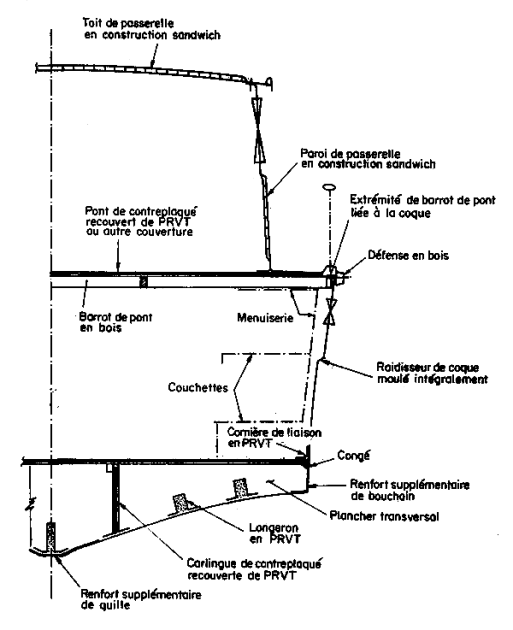 Toit de passerelle
en construction sandwich
Paroi de passerelle
en construction sandwich
Extrémité de barrot de pont
liée à la coque
Pont de contreplaqué
recouvert de PRVT
ou autre couverture
Défense en bois
Barrot de pont
en bois
Menuiserie
Raidisseur de coque
moulé intégralement
Couchettes
Cornière de liaison
en PRVT
Congé
Renfort supplémentaire
de bouchain
Plancher transversal
Longeron
en PRVT
Carlingue de contreplaqué
recouverte de PRVT
Renfort supplémentaire
de quille